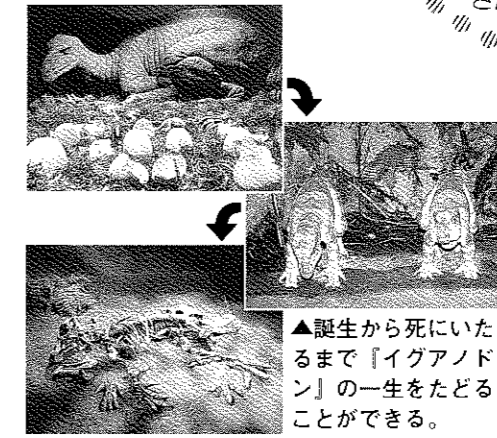 ▲誕生から死にいた
るまで『イグアノド
ン』の一生をたどる
ことができる。